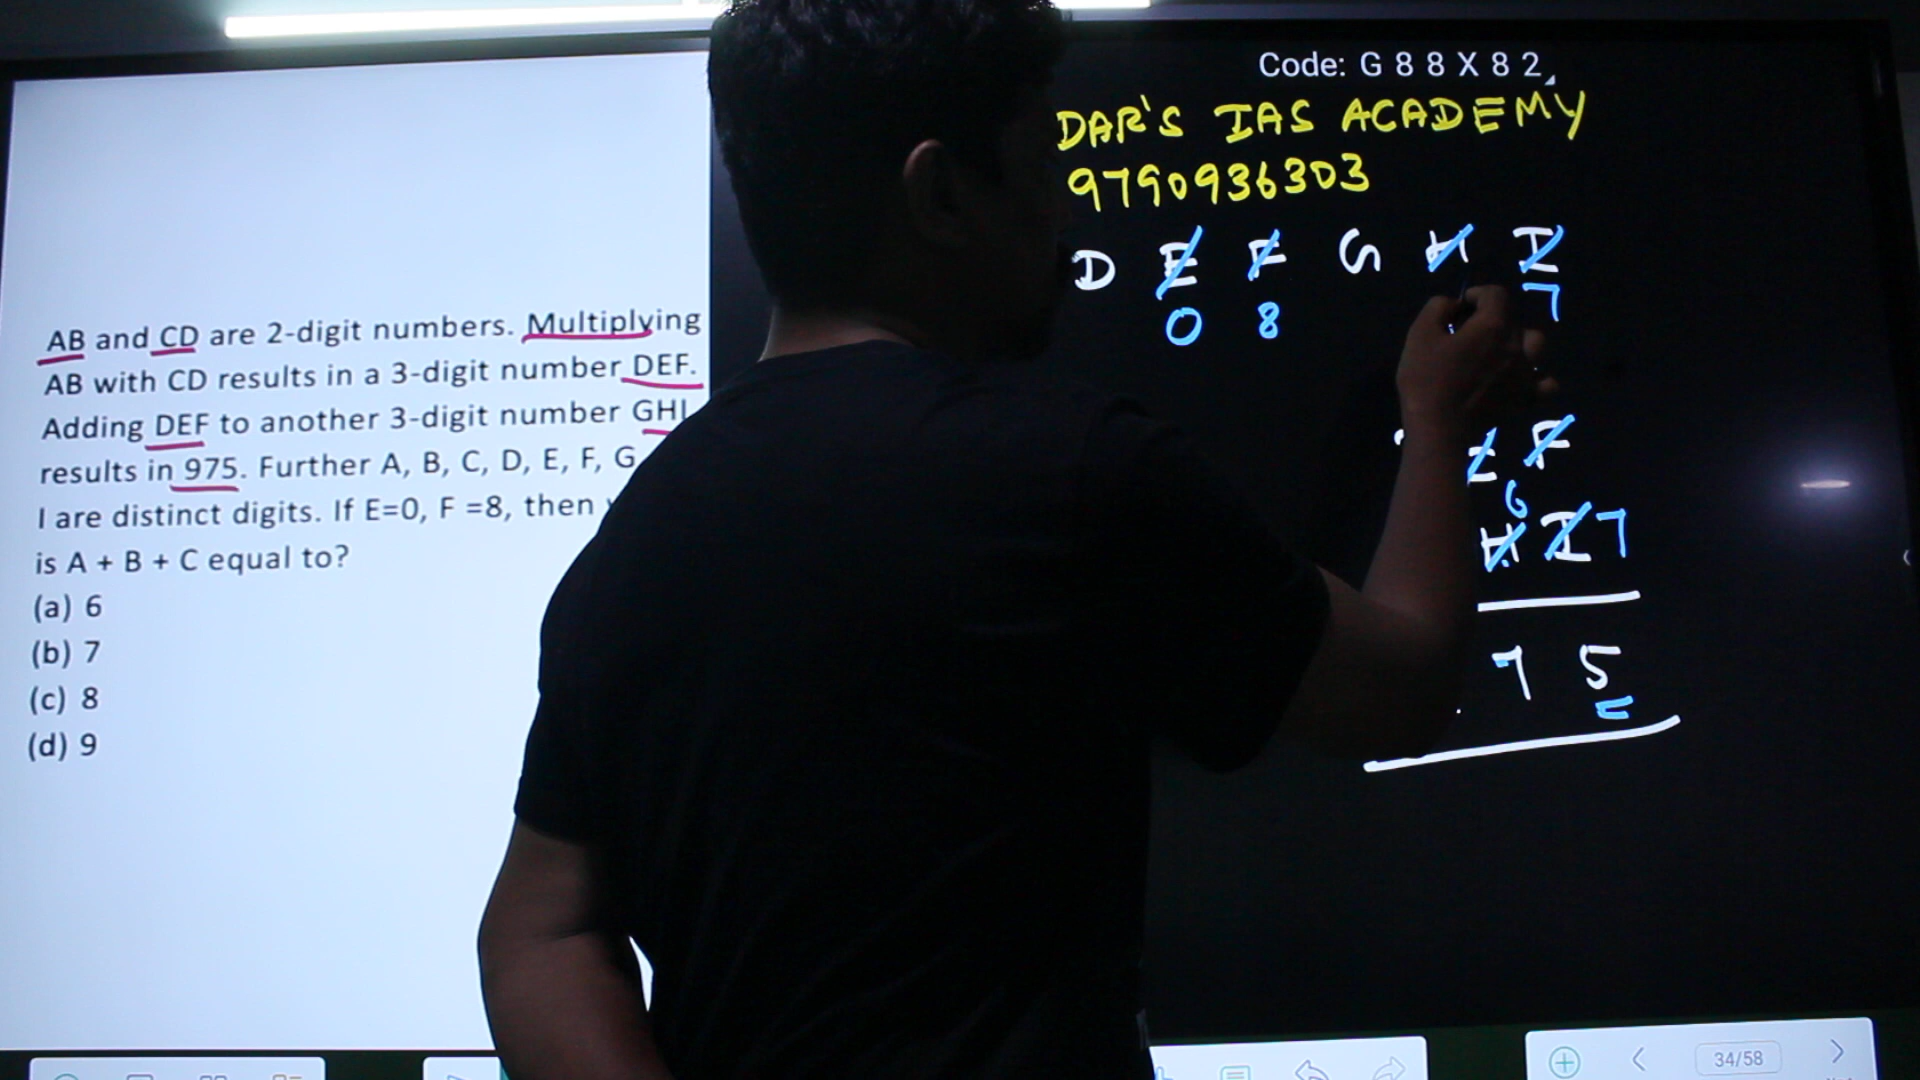 AB and CD are 2-digit numbers. Multiplying
AB with CD results in a 3-digit number DEF.
Adding DEF to another 3-digit number GHI
results in 975. Further A, B, C, D, E, F, G
I are distinct digits. If E=0, F =8, then
is A + B + C equal to?
(a) 6
(b) 7
(c) 8
(d) 9
Code: G 8 8 X 8 2
DAR'S IAS ACADEMY
9790936303
D E F G H I
0 8 7
E F
6
H I 7
7 5
34/58